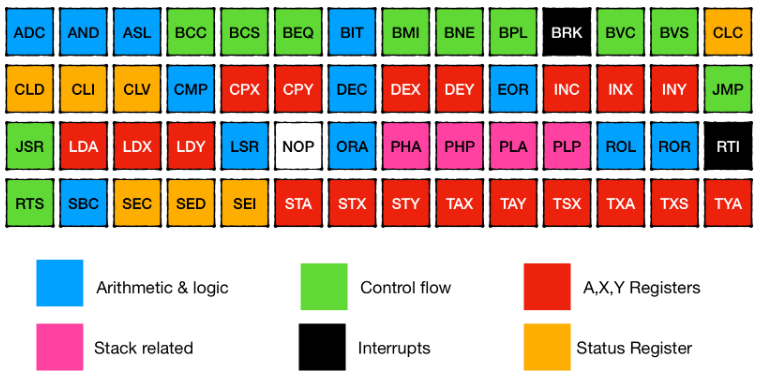 ADC AND ASL BCC BCS BEQ BIT BMI BNE BPL BRK BVC BVS CLC
CLD CLI CLV CMP CPX CPY DEC DEX DEY EOR INC INX INY JMP
JSR LDA LDX LDY LSR NOP ORA PHA PHP PLA PLP ROL ROR RTI
RTS SBC SEC SED SEI STA STX STY TAX TAY TSX TXA TXS TYA
Arithmetic & logic Control flow A,X,Y Registers
Stack related Interrupts Status Register